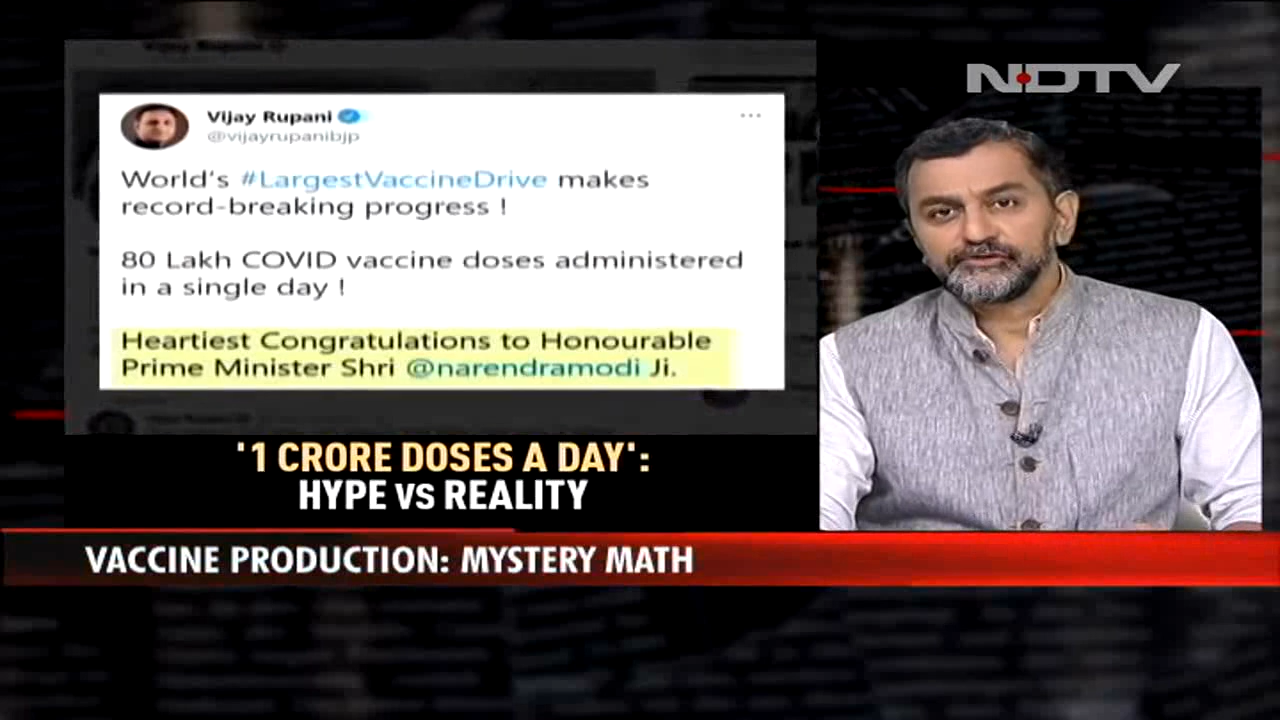 NDTV
Vijay Rupani
@vijayrupanibjp
World's #LargestVaccineDrive makes
record-breaking progress !
80 Lakh COVID vaccine doses administered
in a single day !
Heartiest Congratulations to Honourable
Prime Minister Shri @narendramodi Ji.
'1 CRORE DOSES A DAY':
HYPE VS REALITY
VACCINE PRODUCTION: MYSTERY MATH